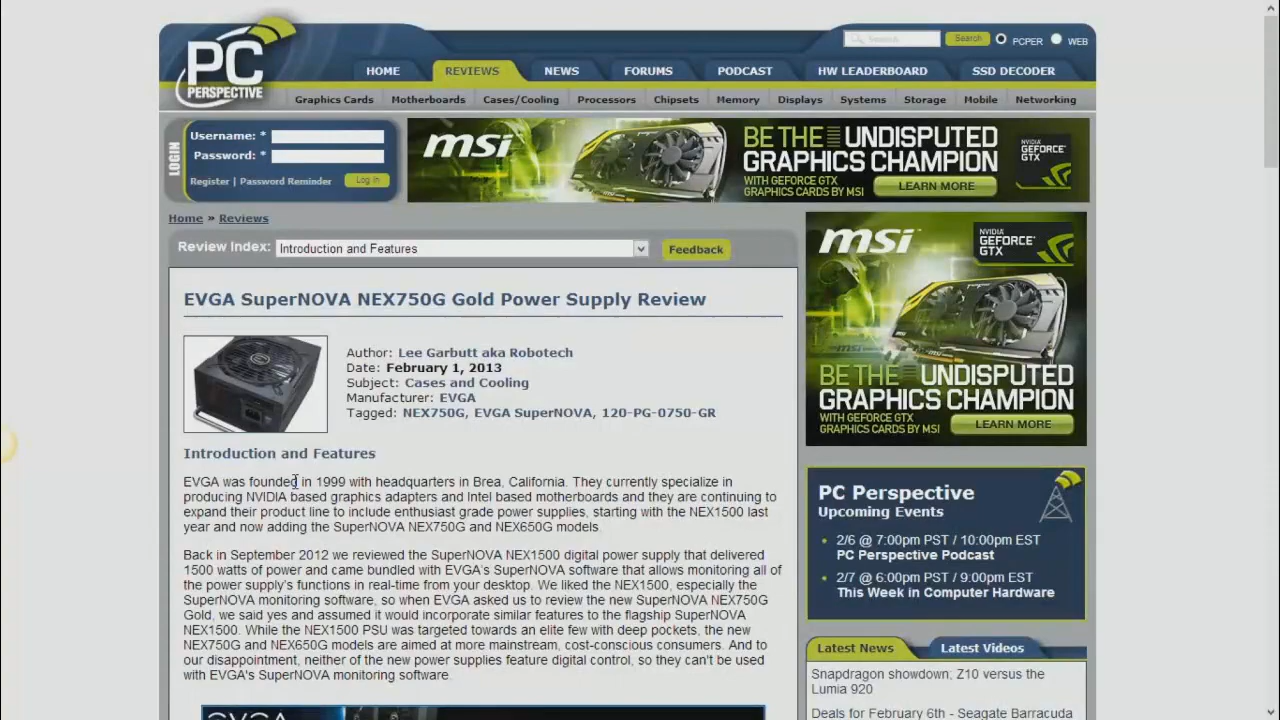 PC
PERSPECTIVE
Search
Search
PCPER
WEB
HOME
REVIEWS
NEWS
FORUMS
PODCAST
HW LEADERBOARD
SSD DECODER
Graphics Cards
Motherboards
Cases/Cooling
Processors
Chipsets
Memory
Displays
Systems
Storage
Mobile
Networking
LOGIN
Username: *
Password: *
Register | Password Reminder
Log In
msi
BE THE UNDISPUTED
GRAPHICS CHAMPION
WITH GEFORCE GTX
GRAPHICS CARDS BY MSI
LEARN MORE
NVIDIA
GEFORCE
GTX
Home » Reviews
Review Index:
Introduction and Features
Feedback
EVGA SuperNOVA NEX750G Gold Power Supply Review
Author: Lee Garbutt aka Robotech
Date: February 1, 2013
Subject: Cases and Cooling
Manufacturer: EVGA
Tagged: NEX750G, EVGA SuperNOVA, 120-PG-0750-GR
Introduction and Features
EVGA was founded in 1999 with headquarters in Brea, California. They currently specialize in
producing NVIDIA based graphics adapters and Intel based motherboards and they are continuing to
expand their product line to include enthusiast grade power supplies, starting with the NEX1500 last
year and now adding the SuperNOVA NEX750G and NEX650G models.
Back in September 2012 we reviewed the SuperNOVA NEX1500 digital power supply that delivered
1500 watts of power and came bundled with EVGA's SuperNOVA software that allows monitoring all of
the power supply's functions in real-time from your desktop. We liked the NEX1500, especially the
SuperNOVA monitoring software, so when EVGA asked us to review the new SuperNOVA NEX750G
Gold, we said yes and assumed it would incorporate similar features to the flagship SuperNOVA
NEX1500. While the NEX1500 PSU was targeted towards an elite few with deep pockets, the new
NEX750G and NEX650G models are aimed at more mainstream, cost-conscious consumers. And to
our disappointment, neither of the new power supplies feature digital control, so they can't be used
with EVGA's SuperNOVA monitoring software.
EVGA
msi
NVIDIA
GEFORCE
GTX
BE THE UNDISPUTED
GRAPHICS CHAMPION
WITH GEFORCE GTX
GRAPHICS CARDS BY MSI
LEARN MORE
PC Perspective
Upcoming Events
2/6 @ 7:00pm PST / 10:00pm EST
PC Perspective Podcast
2/7 @ 6:00pm PST / 9:00pm EST
This Week in Computer Hardware
Latest News
Latest Videos
Snapdragon showdown; Z10 versus the
Lumia 920
Deals for February 6th - Seagate Barracuda